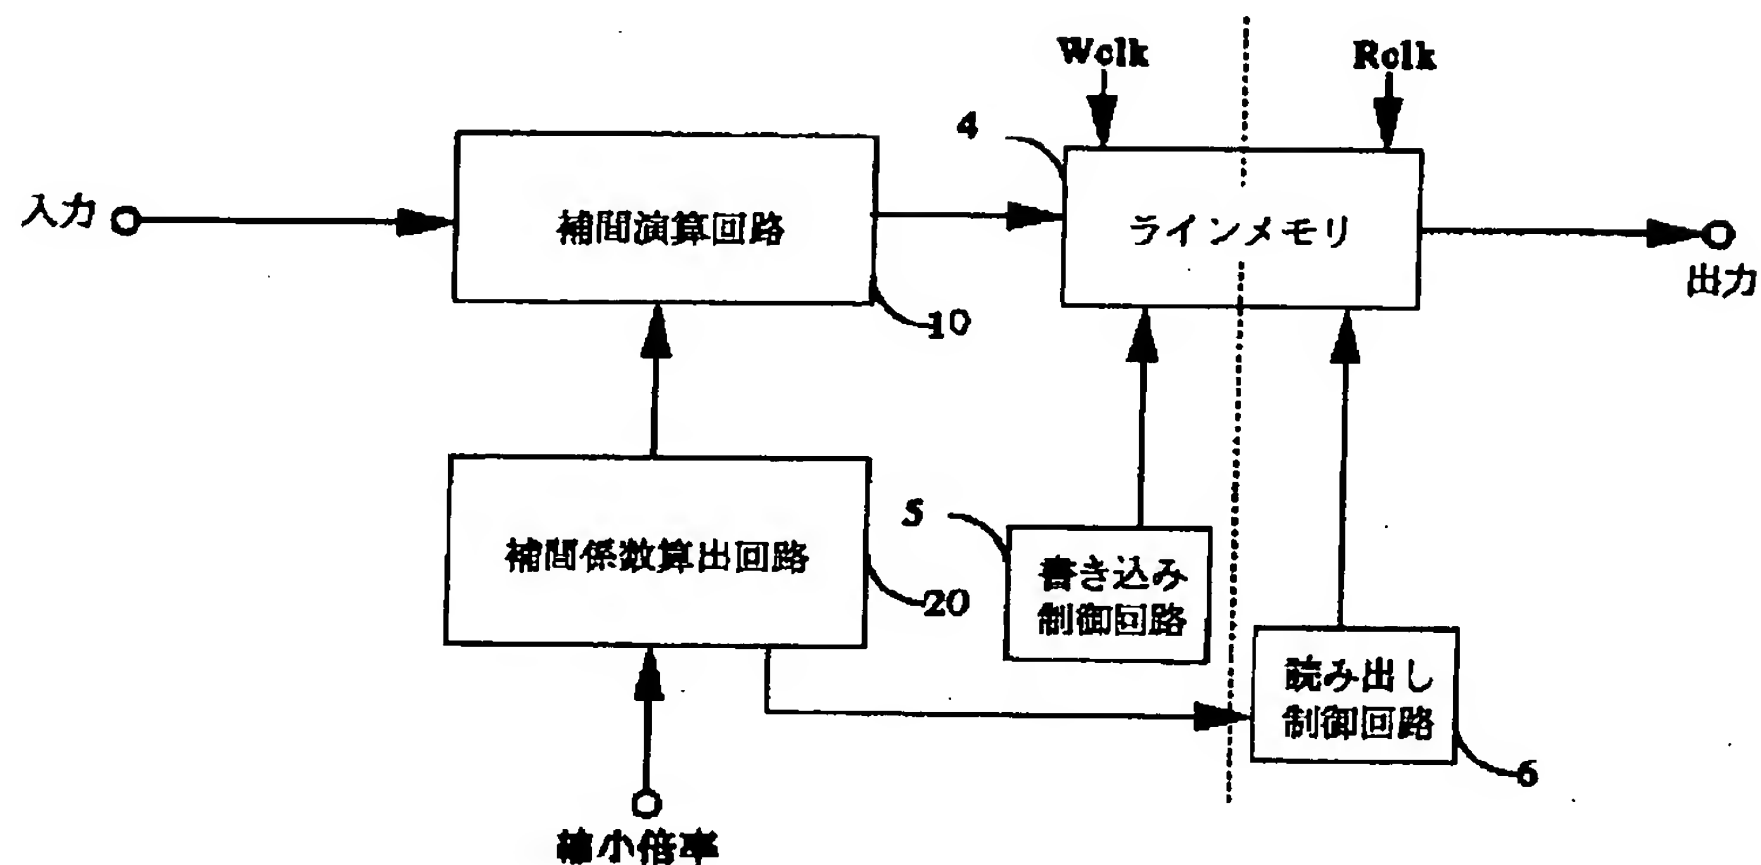 Wclk
Rclk
4
入力
補間演算回路
ラインメモリ
出力
10
補間係数算出回路
20
5
書き込み
制御回路
読み出し
制御回路
6
縮小倍率